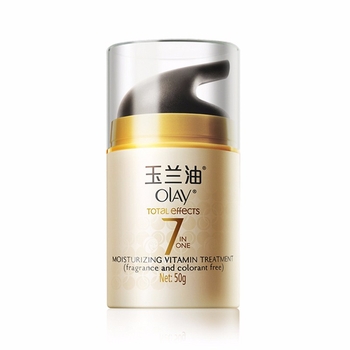 玉兰油®
OLAY®
TOTAL EFFECTS
7 IN
ONE
MOISTURIZING VITAMIN TREATMENT
(fragrance and colorant free)
Net: 50g